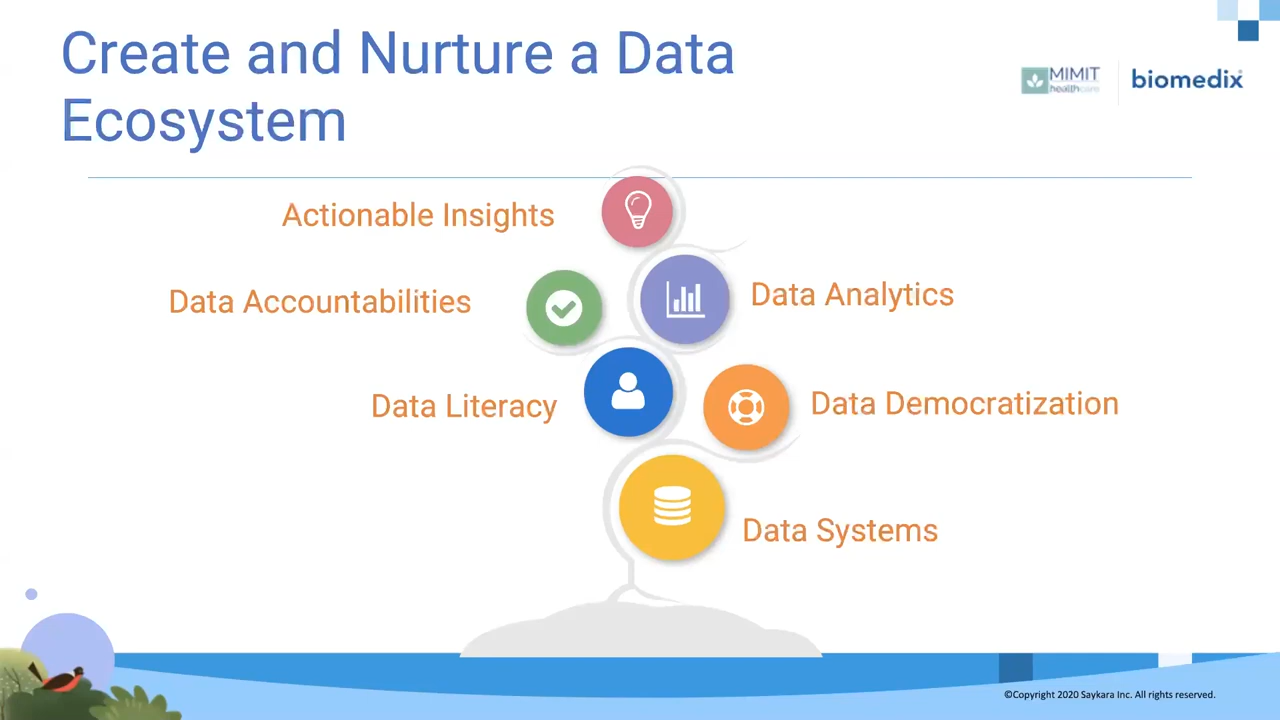 Create and Nurture a Data
Ecosystem
MIMIT
healthcare
biomedix
Actionable Insights
Data Accountabilities
Data Analytics
Data Literacy
Data Democratization
Data Systems
©Copyright 2020 Saykara Inc. All rights reserved.